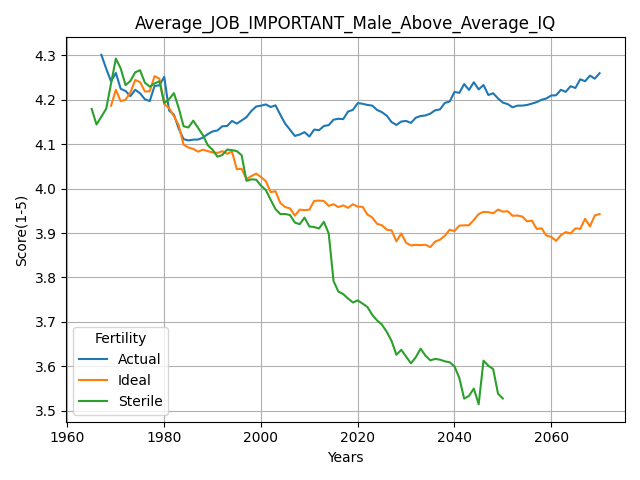 Average_JOB_IMPORTANT_Male_Above_Average_IQ
Score(1-5)
4.3
4.2
4.1
4.0
3.9
3.8
3.7
3.6
3.5
Fertility
Actual
Ideal
Sterile
1960 1980 2000 2020 2040 2060
Years